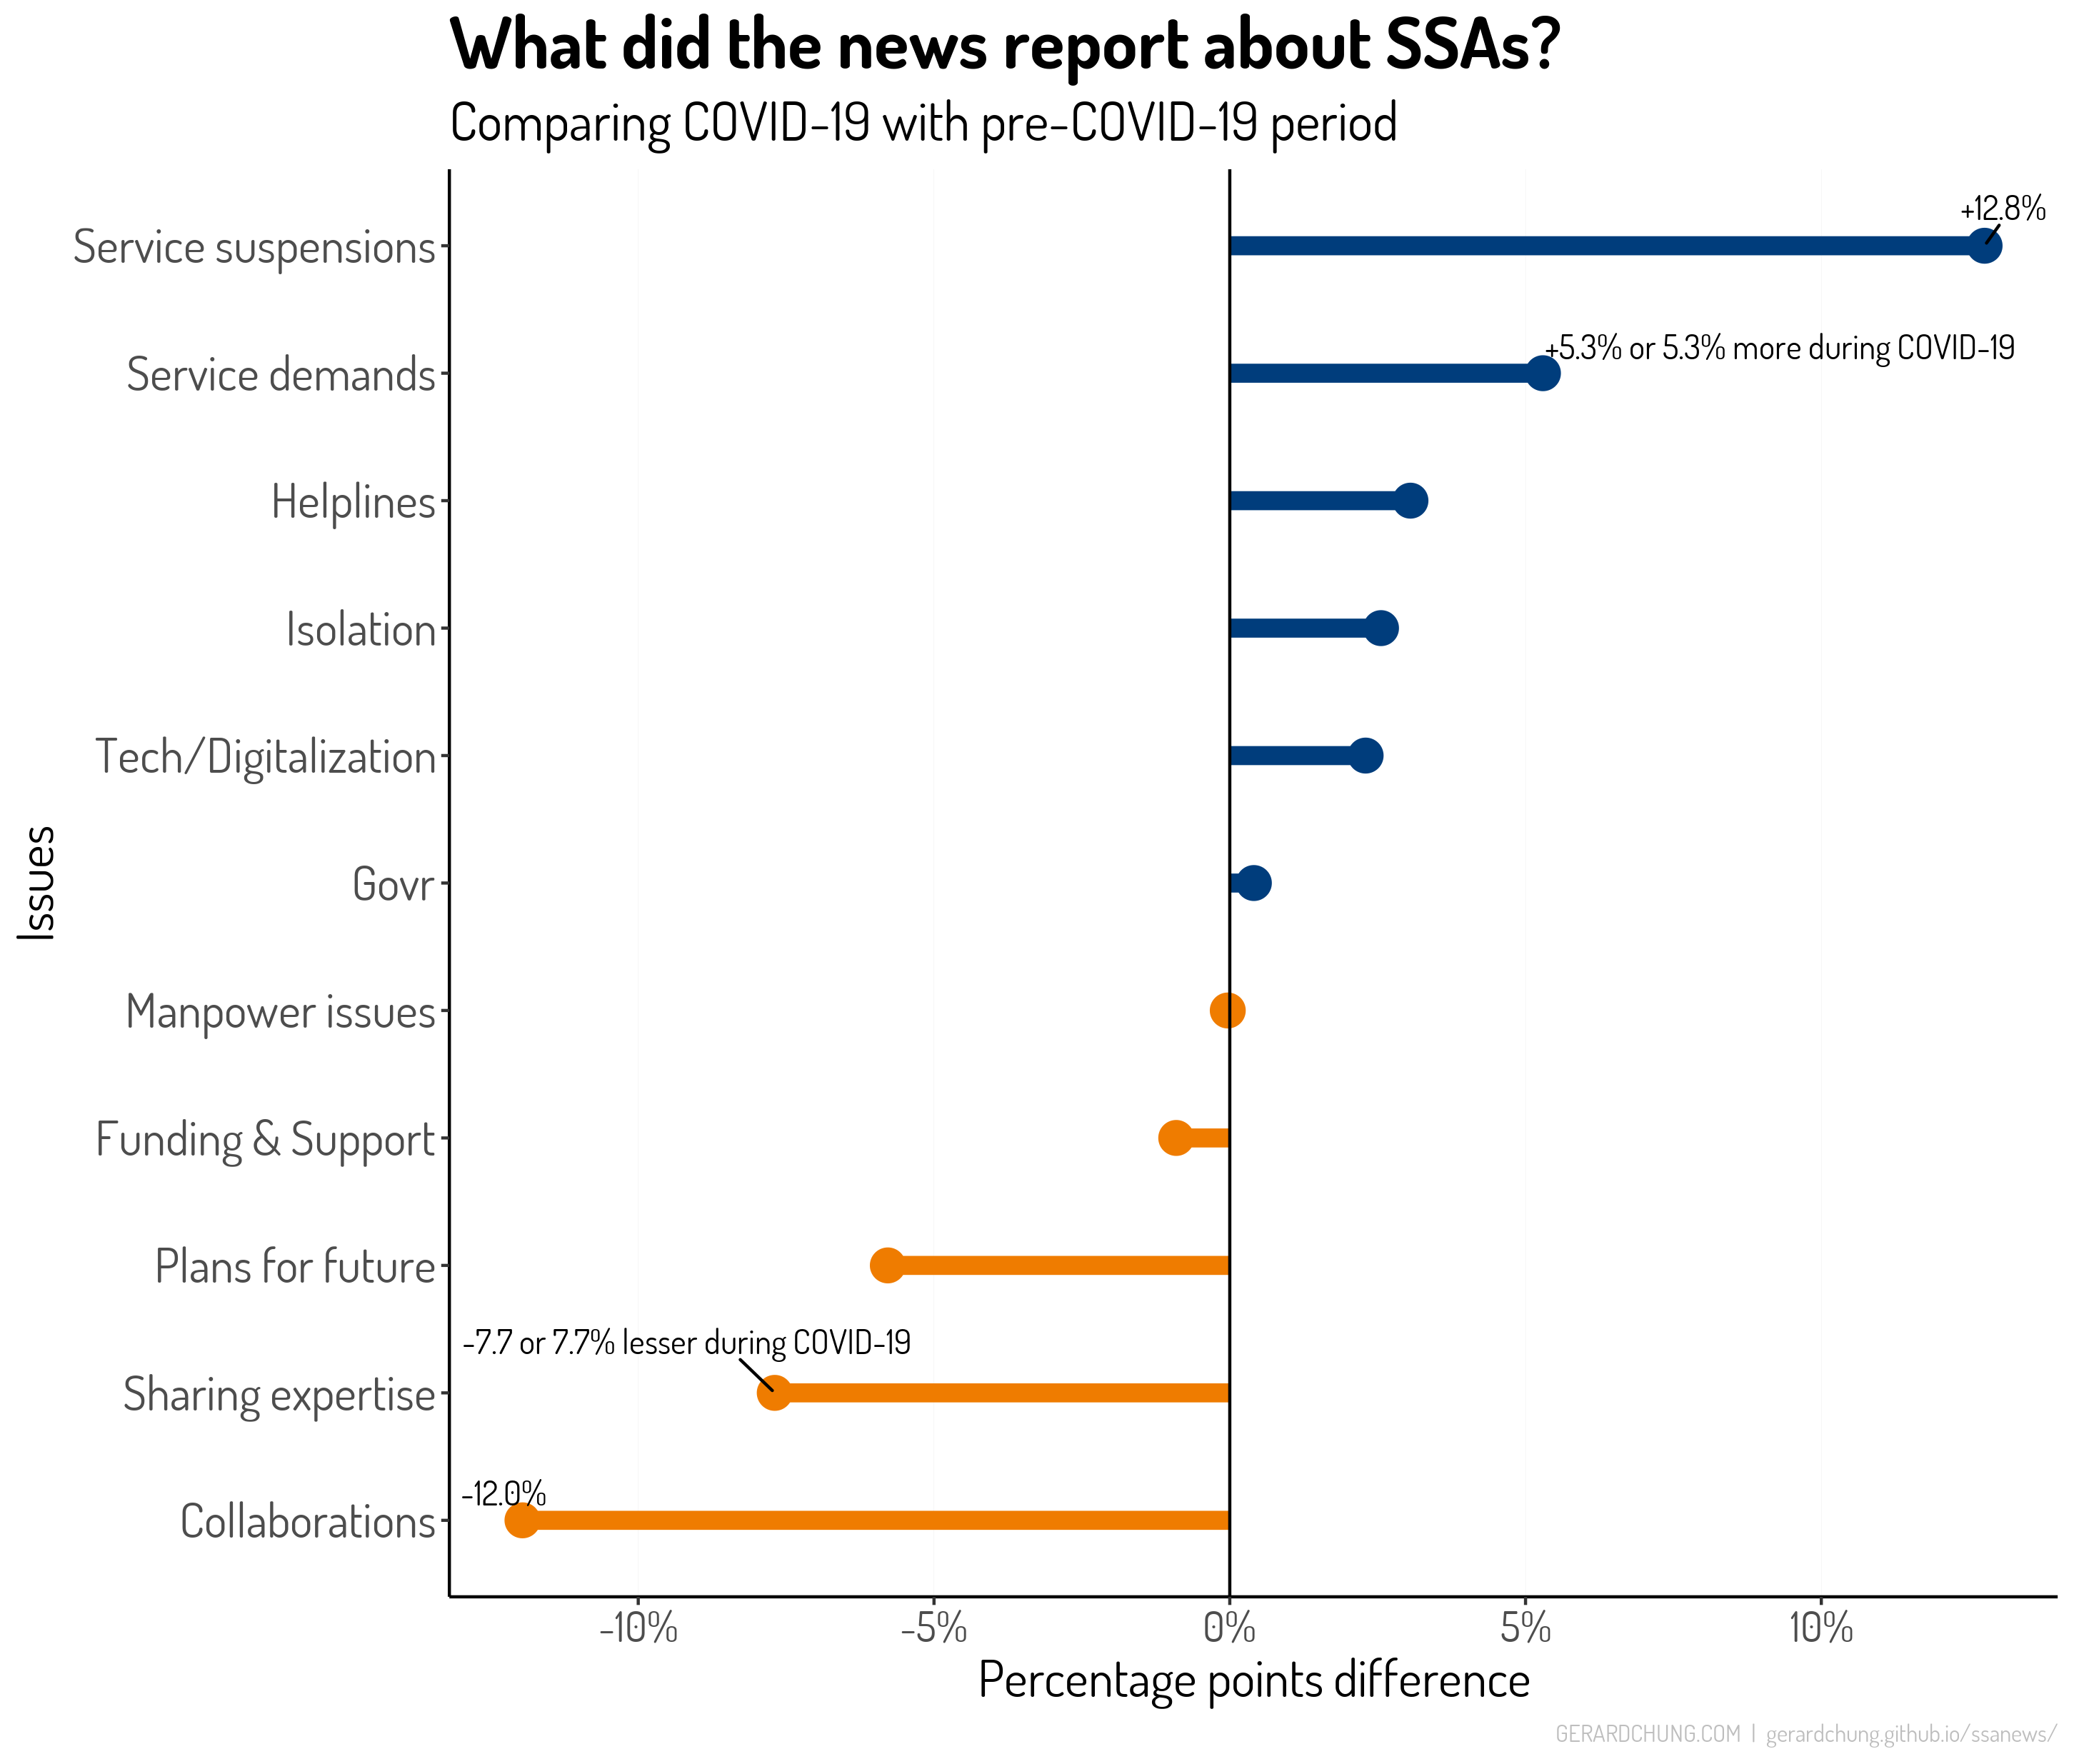 What did the news report about SSAs?
Comparing COVID-19 with pre-COVID-19 period
+12.8%
Service suspensions
+5.3% or 5.3% more during COVID-19
Service demands
Helplines
Isolation
Tech/Digitalization
Govr
Issues
Manpower issues
Funding & Support
Plans for future
-7.7 or 7.7% lesser during COVID-19
Sharing expertise
-12.0%
Collaborations
-10% -5% 0% 5% 10%
Percentage points difference
GERARDCHUNG.COM | gerardchung.github.io/ssanews/